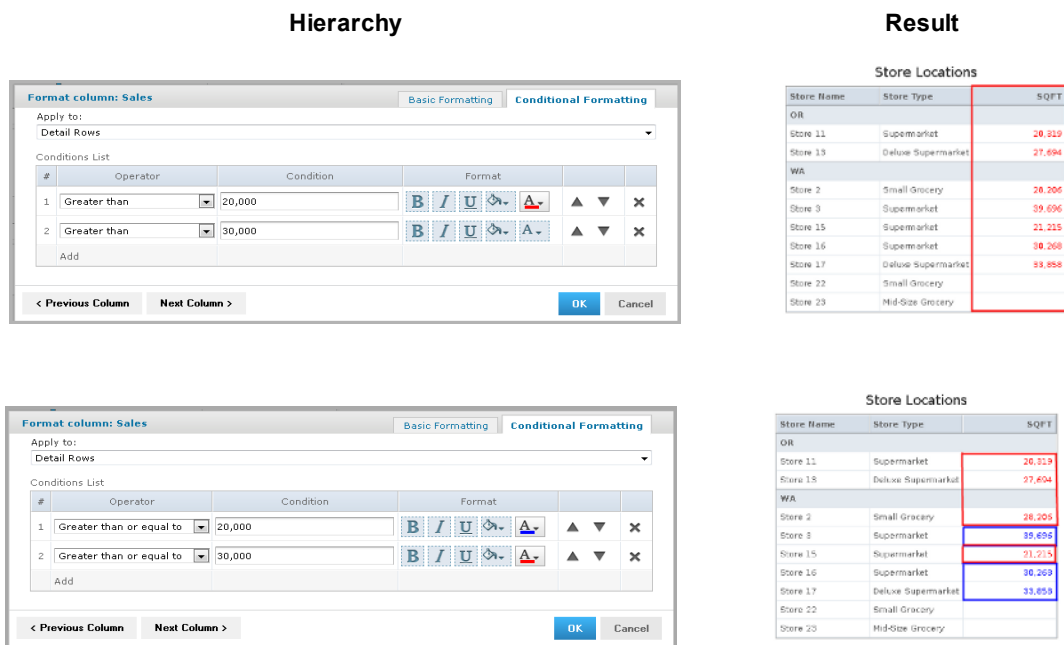 Hierarchy
Result
Format column: Sales
Basic Formatting
Conditional Formatting
Apply to:
Detail Rows
Conditions List
# Operator Condition Format
1 Greater than 20,000 B I U A
2 Greater than 30,000 B I U A
Add
< Previous Column Next Column > OK Cancel
Store Locations
Store Name Store Type SQFT
OR
Store 11 Supermarket 20,319
Store 13 Deluxe Supermarket 27,694
WA
Store 2 Small Grocery 28,206
Store 3 Supermarket 39,696
Store 15 Supermarket 21,215
Store 16 Supermarket 30,268
Store 17 Deluxe Supermarket 33,858
Store 22 Small Grocery
Store 23 Mid-Size Grocery
Format column: Sales
Basic Formatting
Conditional Formatting
Apply to:
Detail Rows
Conditions List
# Operator Condition Format
1 Greater than or equal to 20,000 B I U A
2 Greater than or equal to 30,000 B I U A
Add
< Previous Column Next Column > OK Cancel
Store Locations
Store Name Store Type SQFT
OR
Store 11 Supermarket 20,319
Store 13 Deluxe Supermarket 27,694
WA
Store 2 Small Grocery 28,206
Store 3 Supermarket 39,696
Store 15 Supermarket 21,215
Store 16 Supermarket 30,268
Store 17 Deluxe Supermarket 33,858
Store 22 Small Grocery
Store 23 Mid-Size Grocery